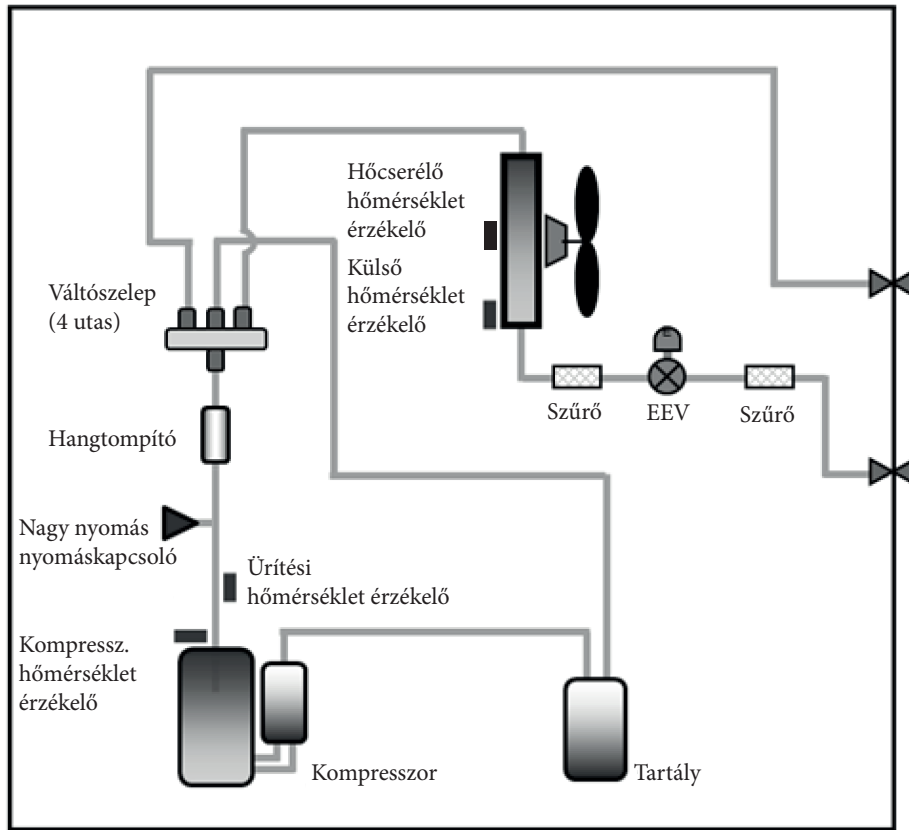 Hőcserélő
hőmérséklet
érzékelő
Külső
hőmérséklet
érzékelő
Váltószelep
(4 utas)
E
Szűrő
EEV
Szűrő
Hangtompító
Nagy nyomás
nyomáskapcsoló
Ürítési
hőmérséklet érzékelő
Kompressz.
hőmérséklet
érzékelő
Kompresszor
Tartály